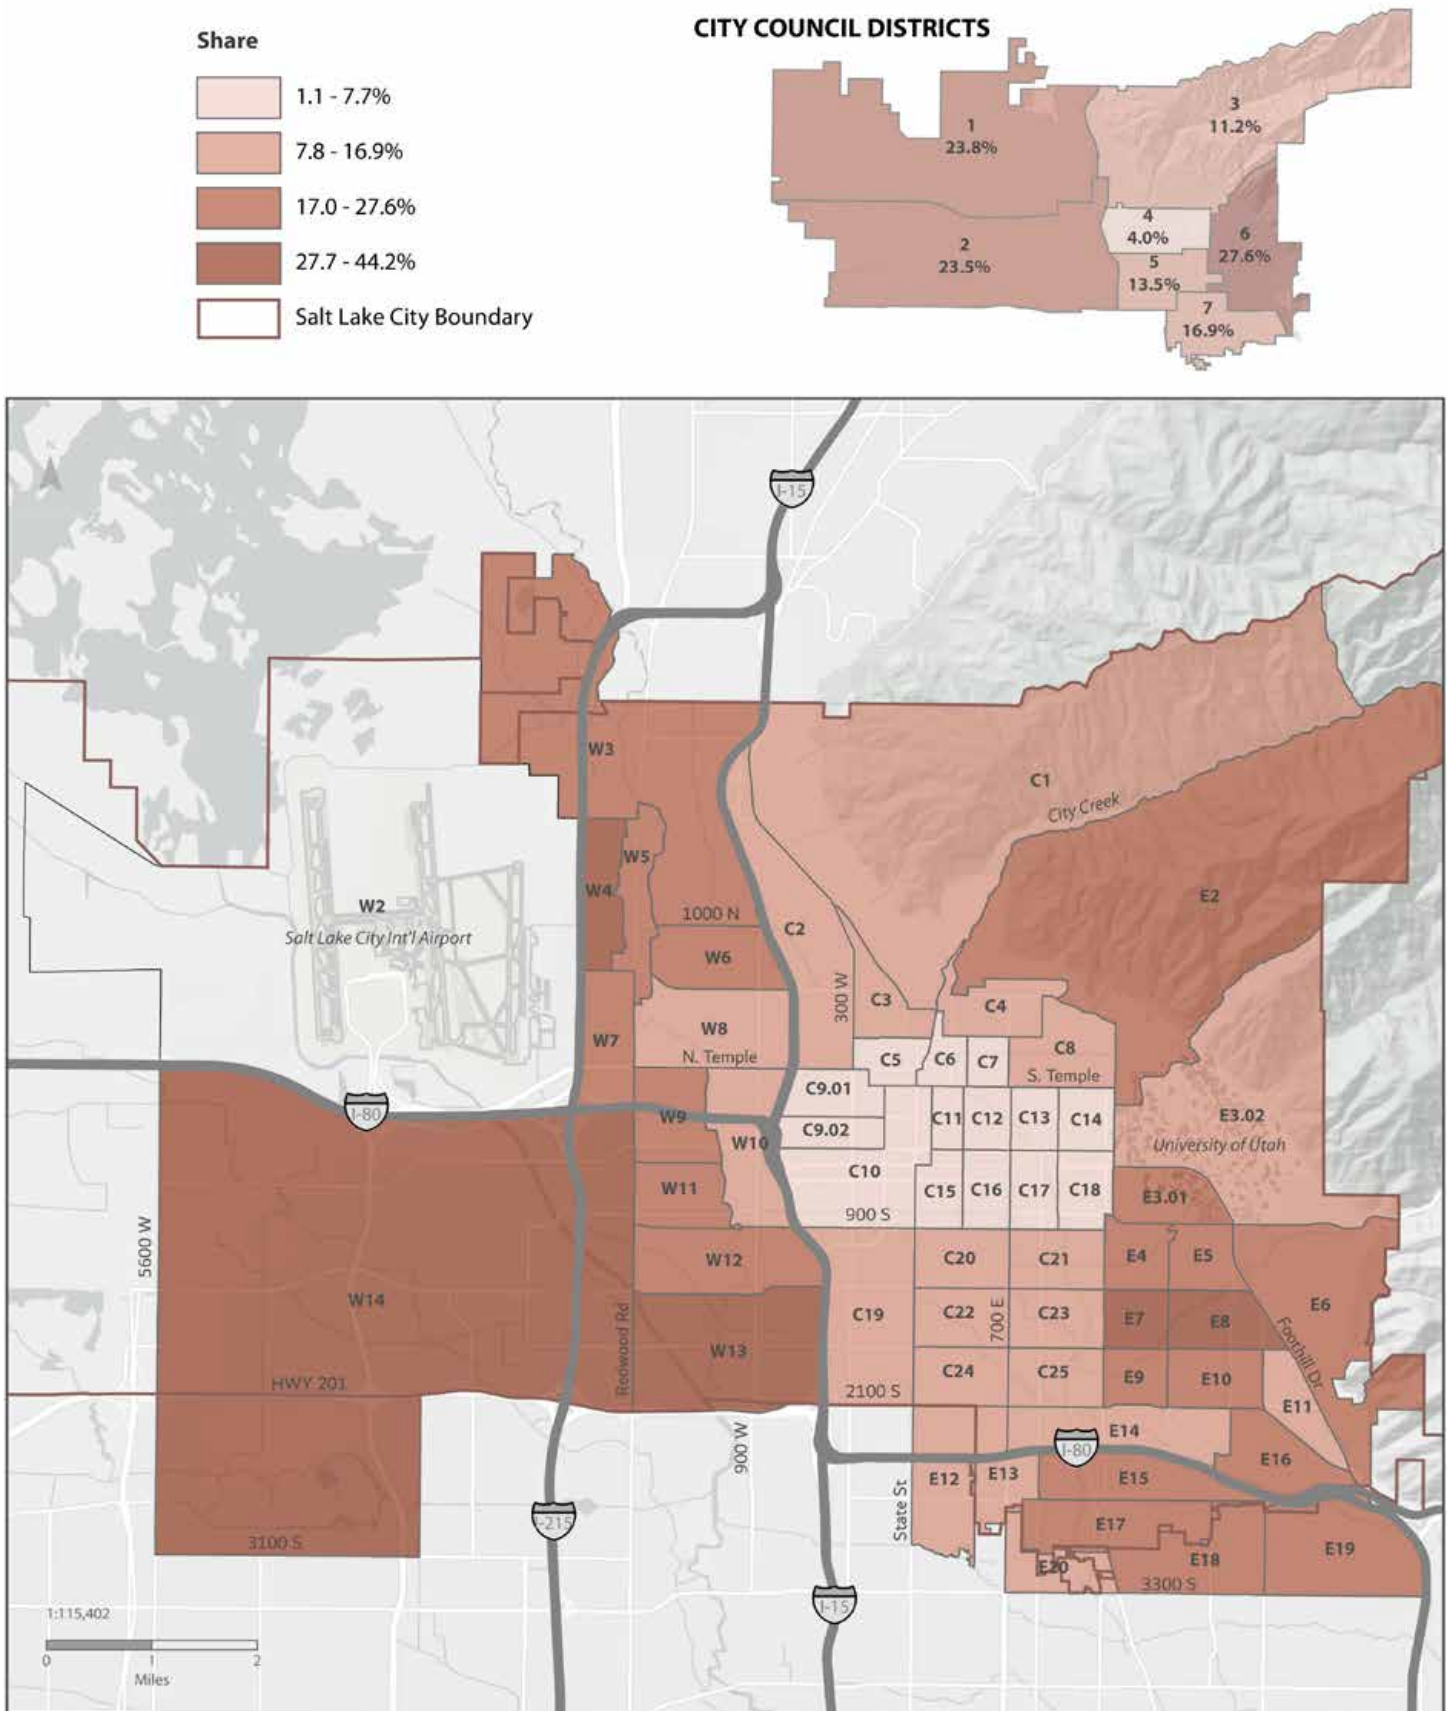 CITY COUNCIL DISTRICTS
Share
1.1 - 7.7%
7.8 - 16.9%
17.0 - 27.6%
27.7 - 44.2%
Salt Lake City Boundary
3
11.2%
1
23.8%
4
4.0%
6
27.6%
2
23.5%
5
13.5%
7
16.9%
I-15
W3
C1
City Creek
W5
W4
E2
W2
Salt Lake City Int'l Airport
1000 N
C2
W6
300 W
C3
C4
W8
W7
N. Temple
C8
C5
C6
C7
S. Temple
C9.01
I-80
W9
C11
C12
C13
C14
E3.02
University of Utah
C9.02
W10
C10
W11
C15
C16
C17
C18
E3.01
900 S
5600 W
W12
C20
C21
E4
E5
W14
E6
C19
C22
700 E
C23
E7
E8
W13
Redwood Rd
Foothill Dr
C24
C25
E9
E10
HWY 201
2100 S
E11
E14
900 W
I-80
E16
E12
E13
E15
State St
I-215
E17
3100 S
E19
E20
E18
3300 S
I-15
1:115,402
0
1
2
Miles